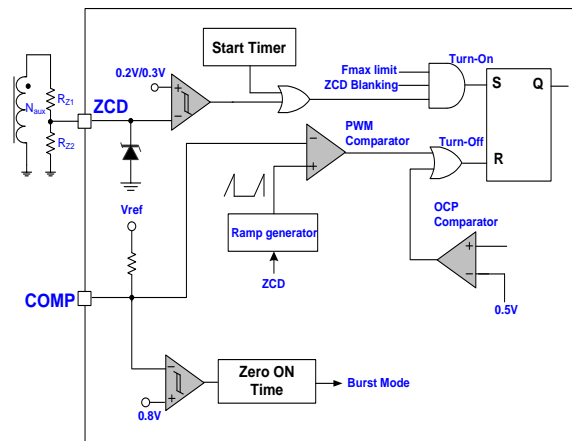 Start Timer
Turn-On
0.2V/0.3V
Fmax limit
ZCD Blanking
S
Q
Naux
RZ1
ZCD
RZ2
PWM
Comparator
Turn-Off
R
−
+
Vref
Ramp generator
OCP
Comparator
+
−
ZCD
COMP
0.5V
Zero ON
Time
Burst Mode
−
+
0.8V
+
−